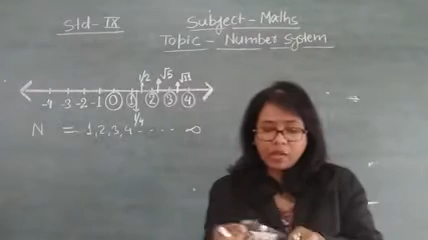 Std-IX
Subject-Maths
Topic - Number System
1/2 √5 √11
-4 -3 -2 -1 0 1 2 3 4
1/4
N = 1,2,3,4 ..... ∞
⇒